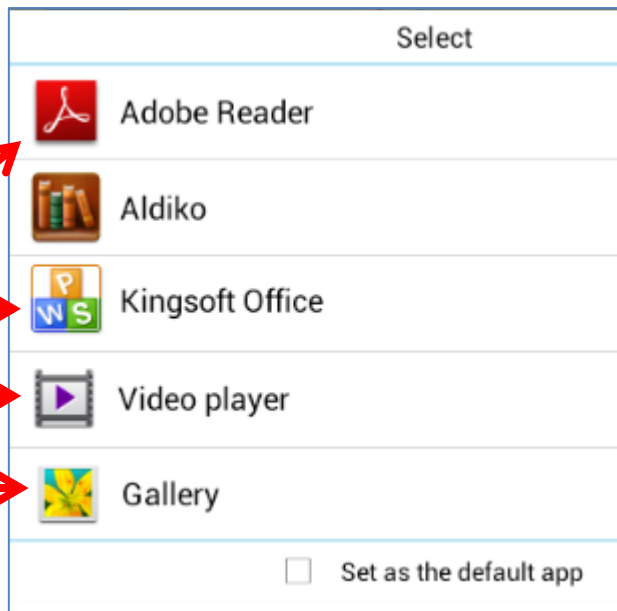 Select
Adobe Reader
Aldiko
P
W S
Kingsoft Office
Video player
Gallery
Set as the default app